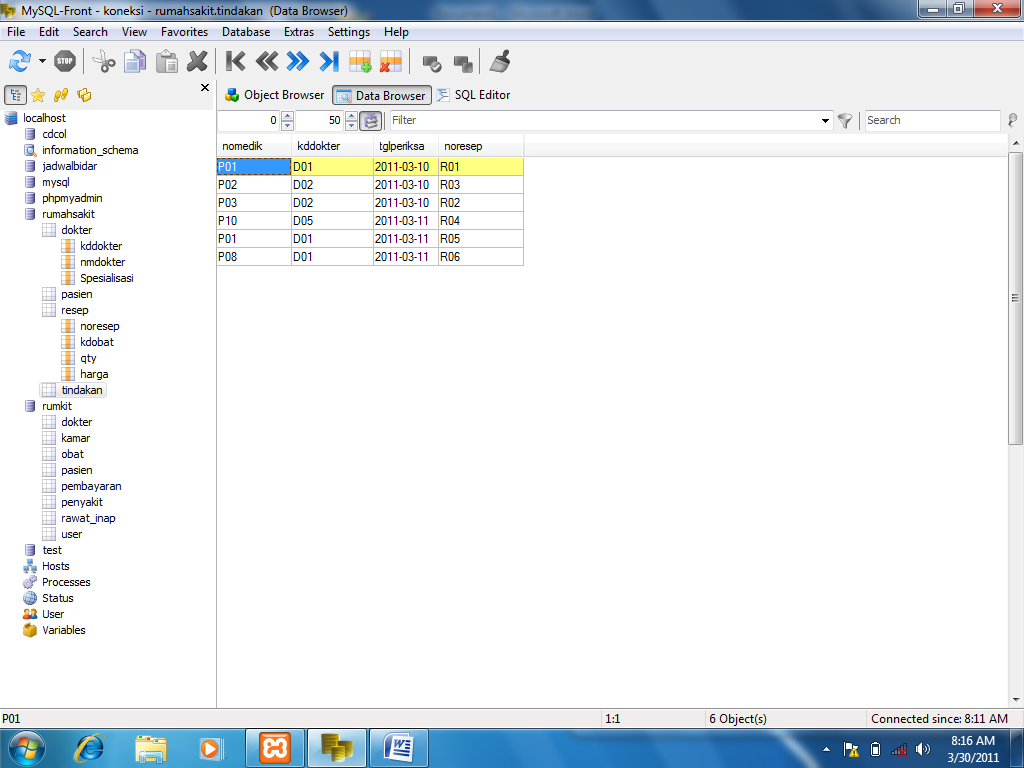 MySQL-Front - koneksi - rumahsakit.tindakan (Data Browser)
File Edit Search View Favorites Database Extras Settings Help
STOP
Object Browser Data Browser SQL Editor
0 50 Filter Search
localhost
cdcol
information_schema
jadwalbidar
mysql
phpmyadmin
rumahsakit
dokter
kddokter
nmdokter
Spesialisasi
pasien
resep
noresep
kdobat
qty
harga
tindakan
rumkit
dokter
kamar
obat
pasien
pembayaran
penyakit
rawat_inap
user
test
Hosts
Processes
Status
User
Variables
nomedik kddokter tglperiksa noresep
P01 D01 2011-03-10 R01
P02 D02 2011-03-10 R03
P03 D02 2011-03-10 R02
P10 D05 2011-03-11 R04
P01 D01 2011-03-11 R05
P08 D01 2011-03-11 R06
P01 1:1 6 Object(s) Connected since: 8:11 AM
8:16 AM
3/30/2011